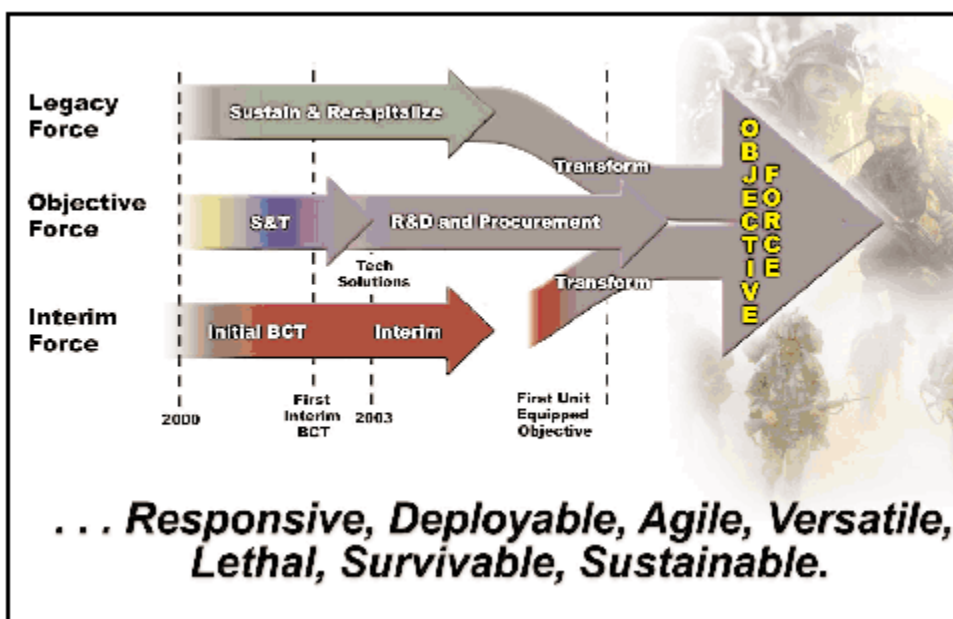 Legacy
Force
Sustain & Recapitalize
Transform
Objective
Force
S&T
R&D and Procurement
Tech
Solutions
Transform
Interim
Force
Initial BCT
Interim
2000
First
Interim
BCT
2003
First Unit
Equipped
Objective
OBJECTIVE
FORCE
. . . Responsive, Deployable, Agile, Versatile,
Lethal, Survivable, Sustainable.